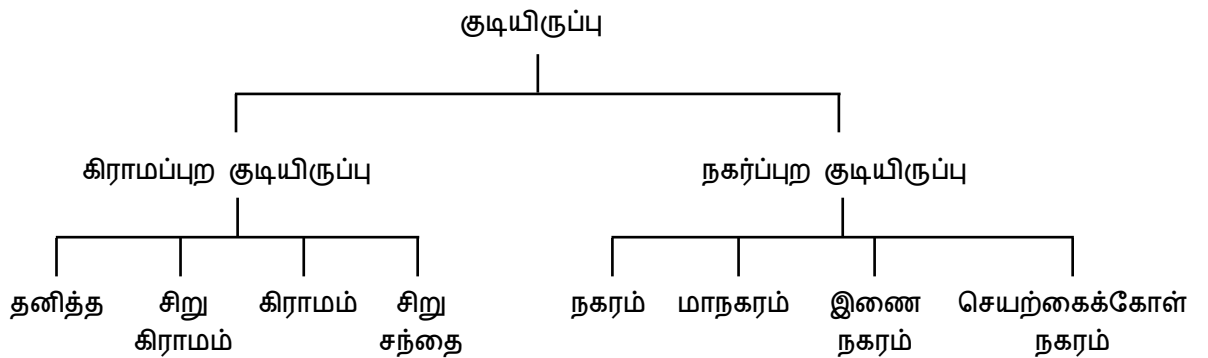 குடியிருப்பு
கிராமப்புற குடியிருப்பு
நகர்ப்புற குடியிருப்பு
தனித்த
சிறு
கிராமம்
கிராமம்
சிறு
சந்தை
நகரம்
மாநகரம்
இணை
நகரம்
செயற்கைக்கோள்
நகரம்